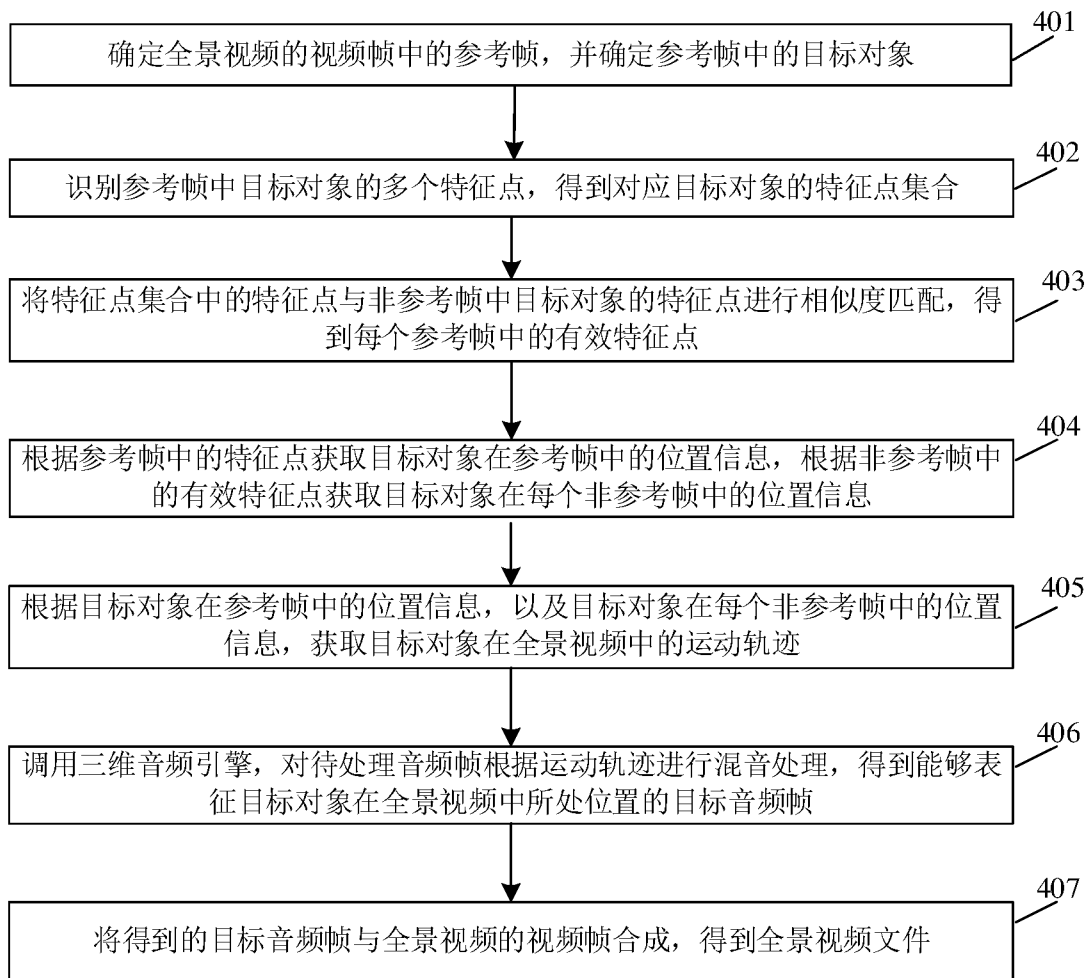 401
确定全景视频的视频帧中的参考帧，并确定参考帧中的目标对象
402
识别参考帧中目标对象的多个特征点，得到对应目标对象的特征点集合
403
将特征点集合中的特征点与非参考帧中目标对象的特征点进行相似度匹配，得
到每个参考帧中的有效特征点
404
根据参考帧中的特征点获取目标对象在参考帧中的位置信息，根据非参考帧中
的有效特征点获取目标对象在每个非参考帧中的位置信息
405
根据目标对象在参考帧中的位置信息，以及目标对象在每个非参考帧中的位置
信息，获取目标对象在全景视频中的运动轨迹
406
调用三维音频引擎，对待处理音频帧根据运动轨迹进行混音处理，得到能够表
征目标对象在全景视频中所处位置的目标音频帧
407
将得到的目标音频帧与全景视频的视频帧合成，得到全景视频文件